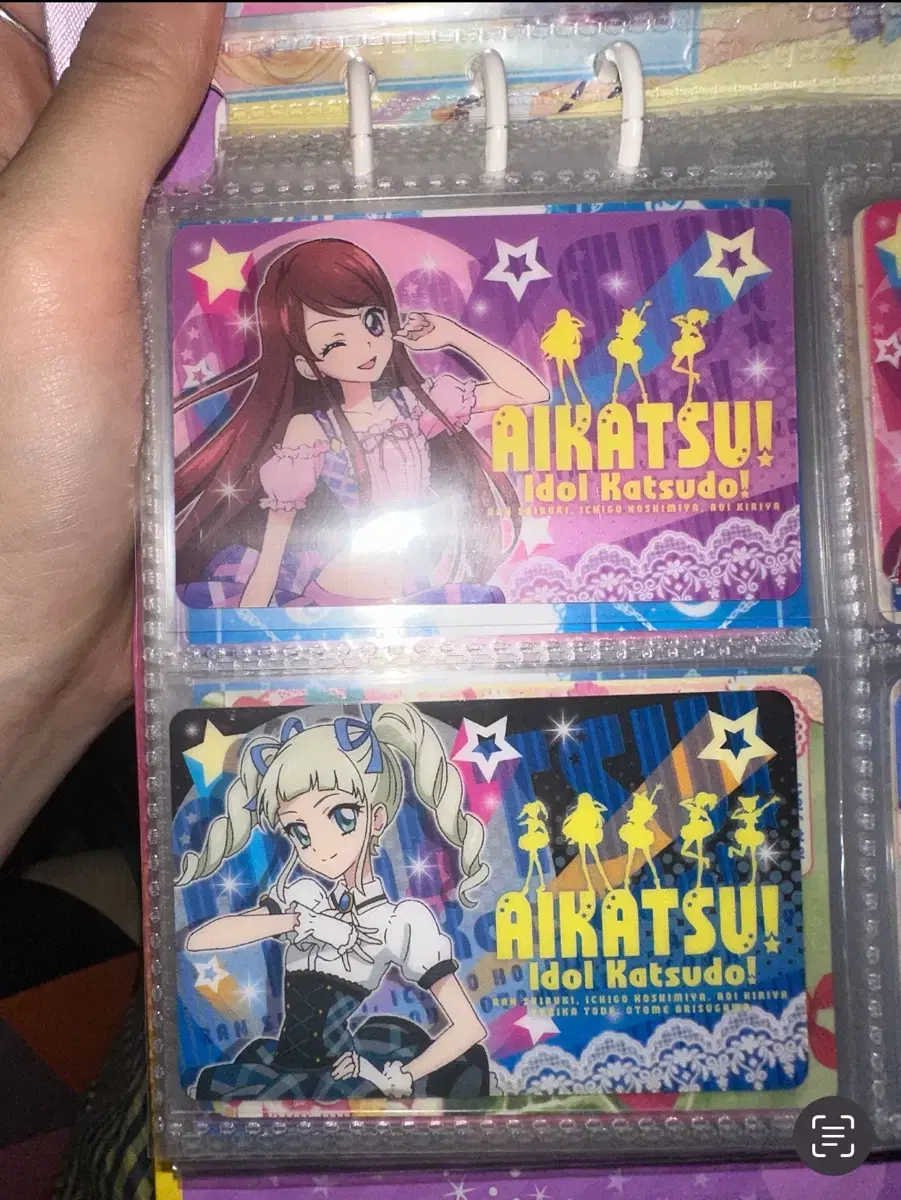 AIKATSU!
Idol Katsudo!
RAN SHIBUKI, ICHIGO HOSHIMIYA, AOI KIRIYA
AIKATSU!
Idol Katsudo!
RAN SHIBUKI, ICHIGO HOSHIMIYA, AOI KIRIYA
YURIKA TODO, OTOME ARISUGAWA